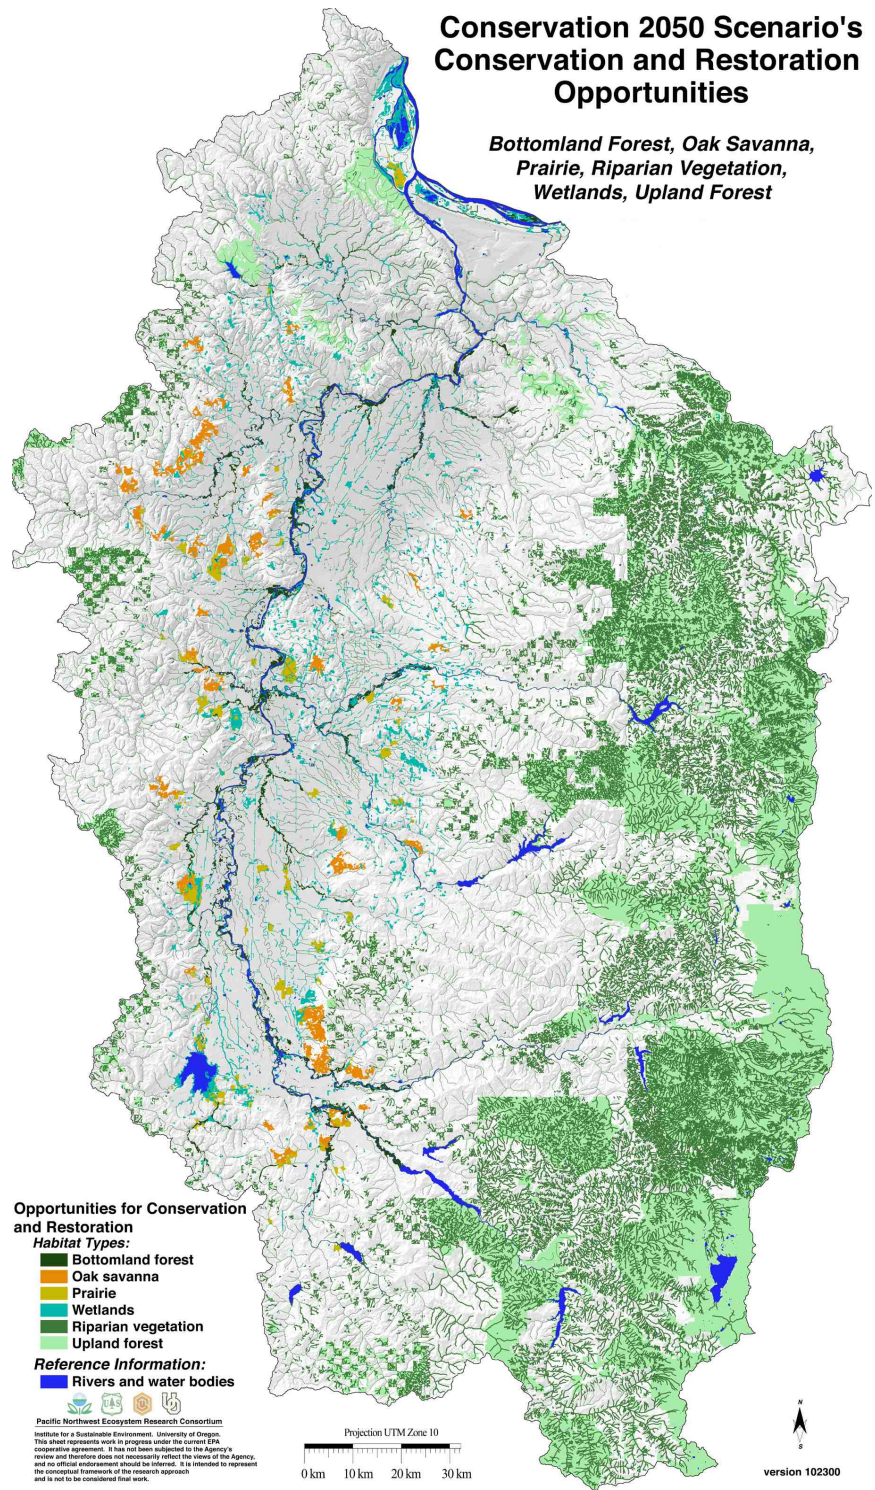 Conservation 2050 Scenario's
Conservation and Restoration
Opportunities
Bottomland Forest, Oak Savanna,
Prairie, Riparian Vegetation,
Wetlands, Upland Forest
Opportunities for Conservation
and Restoration
Habitat Types:
Bottomland forest
Oak savanna
Prairie
Wetlands
Riparian vegetation
Upland forest
Reference Information:
Rivers and water bodies
Pacific Northwest Ecosystem Research Consortium
Institute for a Sustainable Environment. University of Oregon.
This sheet represents work in progress under the current EPA
cooperative agreement. It has not been subjected to the Agency's
review and therefore does not necessarily reflect the views of the Agency,
and no official endorsement should be inferred. It is intended to represent
the conceptual framework of the research approach
and is not to be considered final work.
Projection UTM Zone 10
0 km 10 km 20 km 30 km
N
S
version 102300